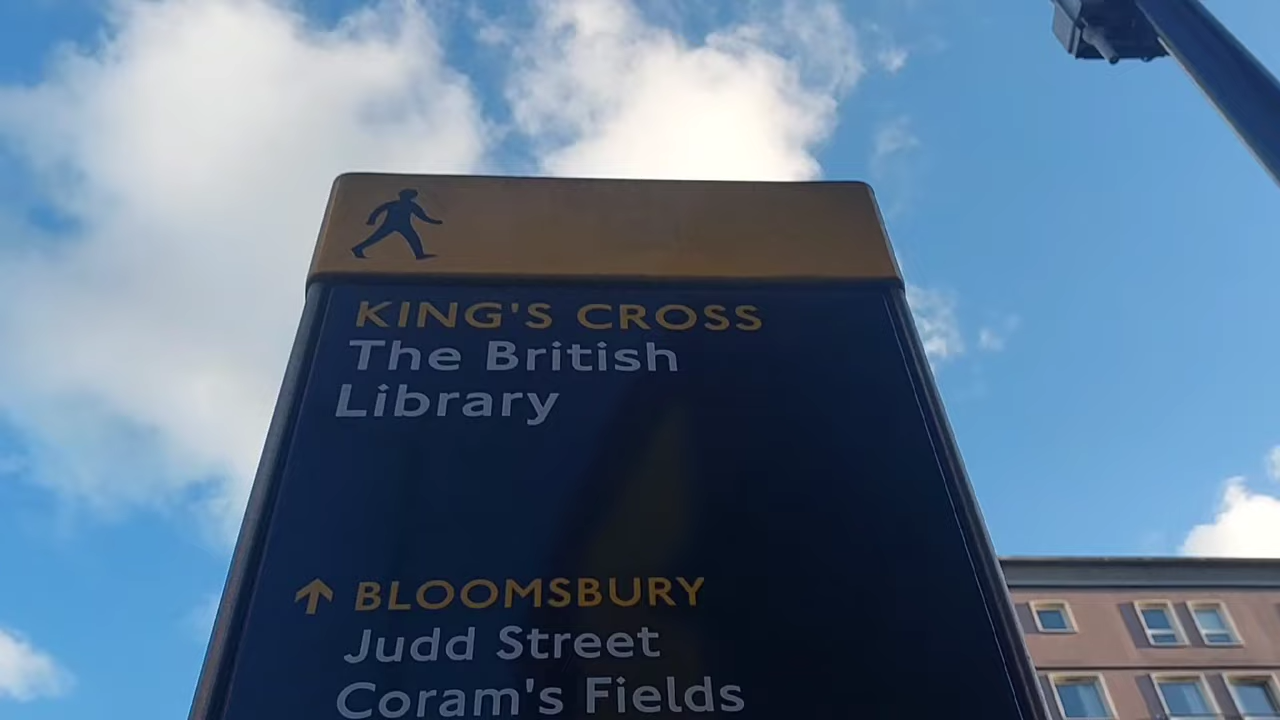 KING'S CROSS
The British
Library
BLOOMSBURY
Judd Street
Coram's Fields